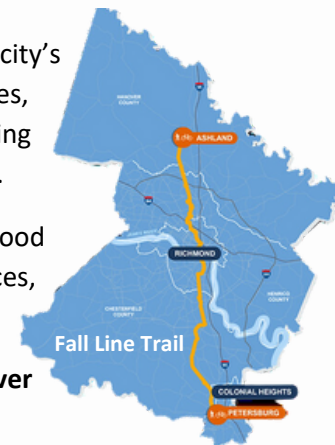 city's
es,
ing
.
ood
ces,
ver
HANOVER
COUNTY
ASHLAND
RICHMOND
HENRICO
COUNTY
CHESTERFIELD
COUNTY
Fall Line Trail
COLONIAL HEIGHTS
PETERSBURG